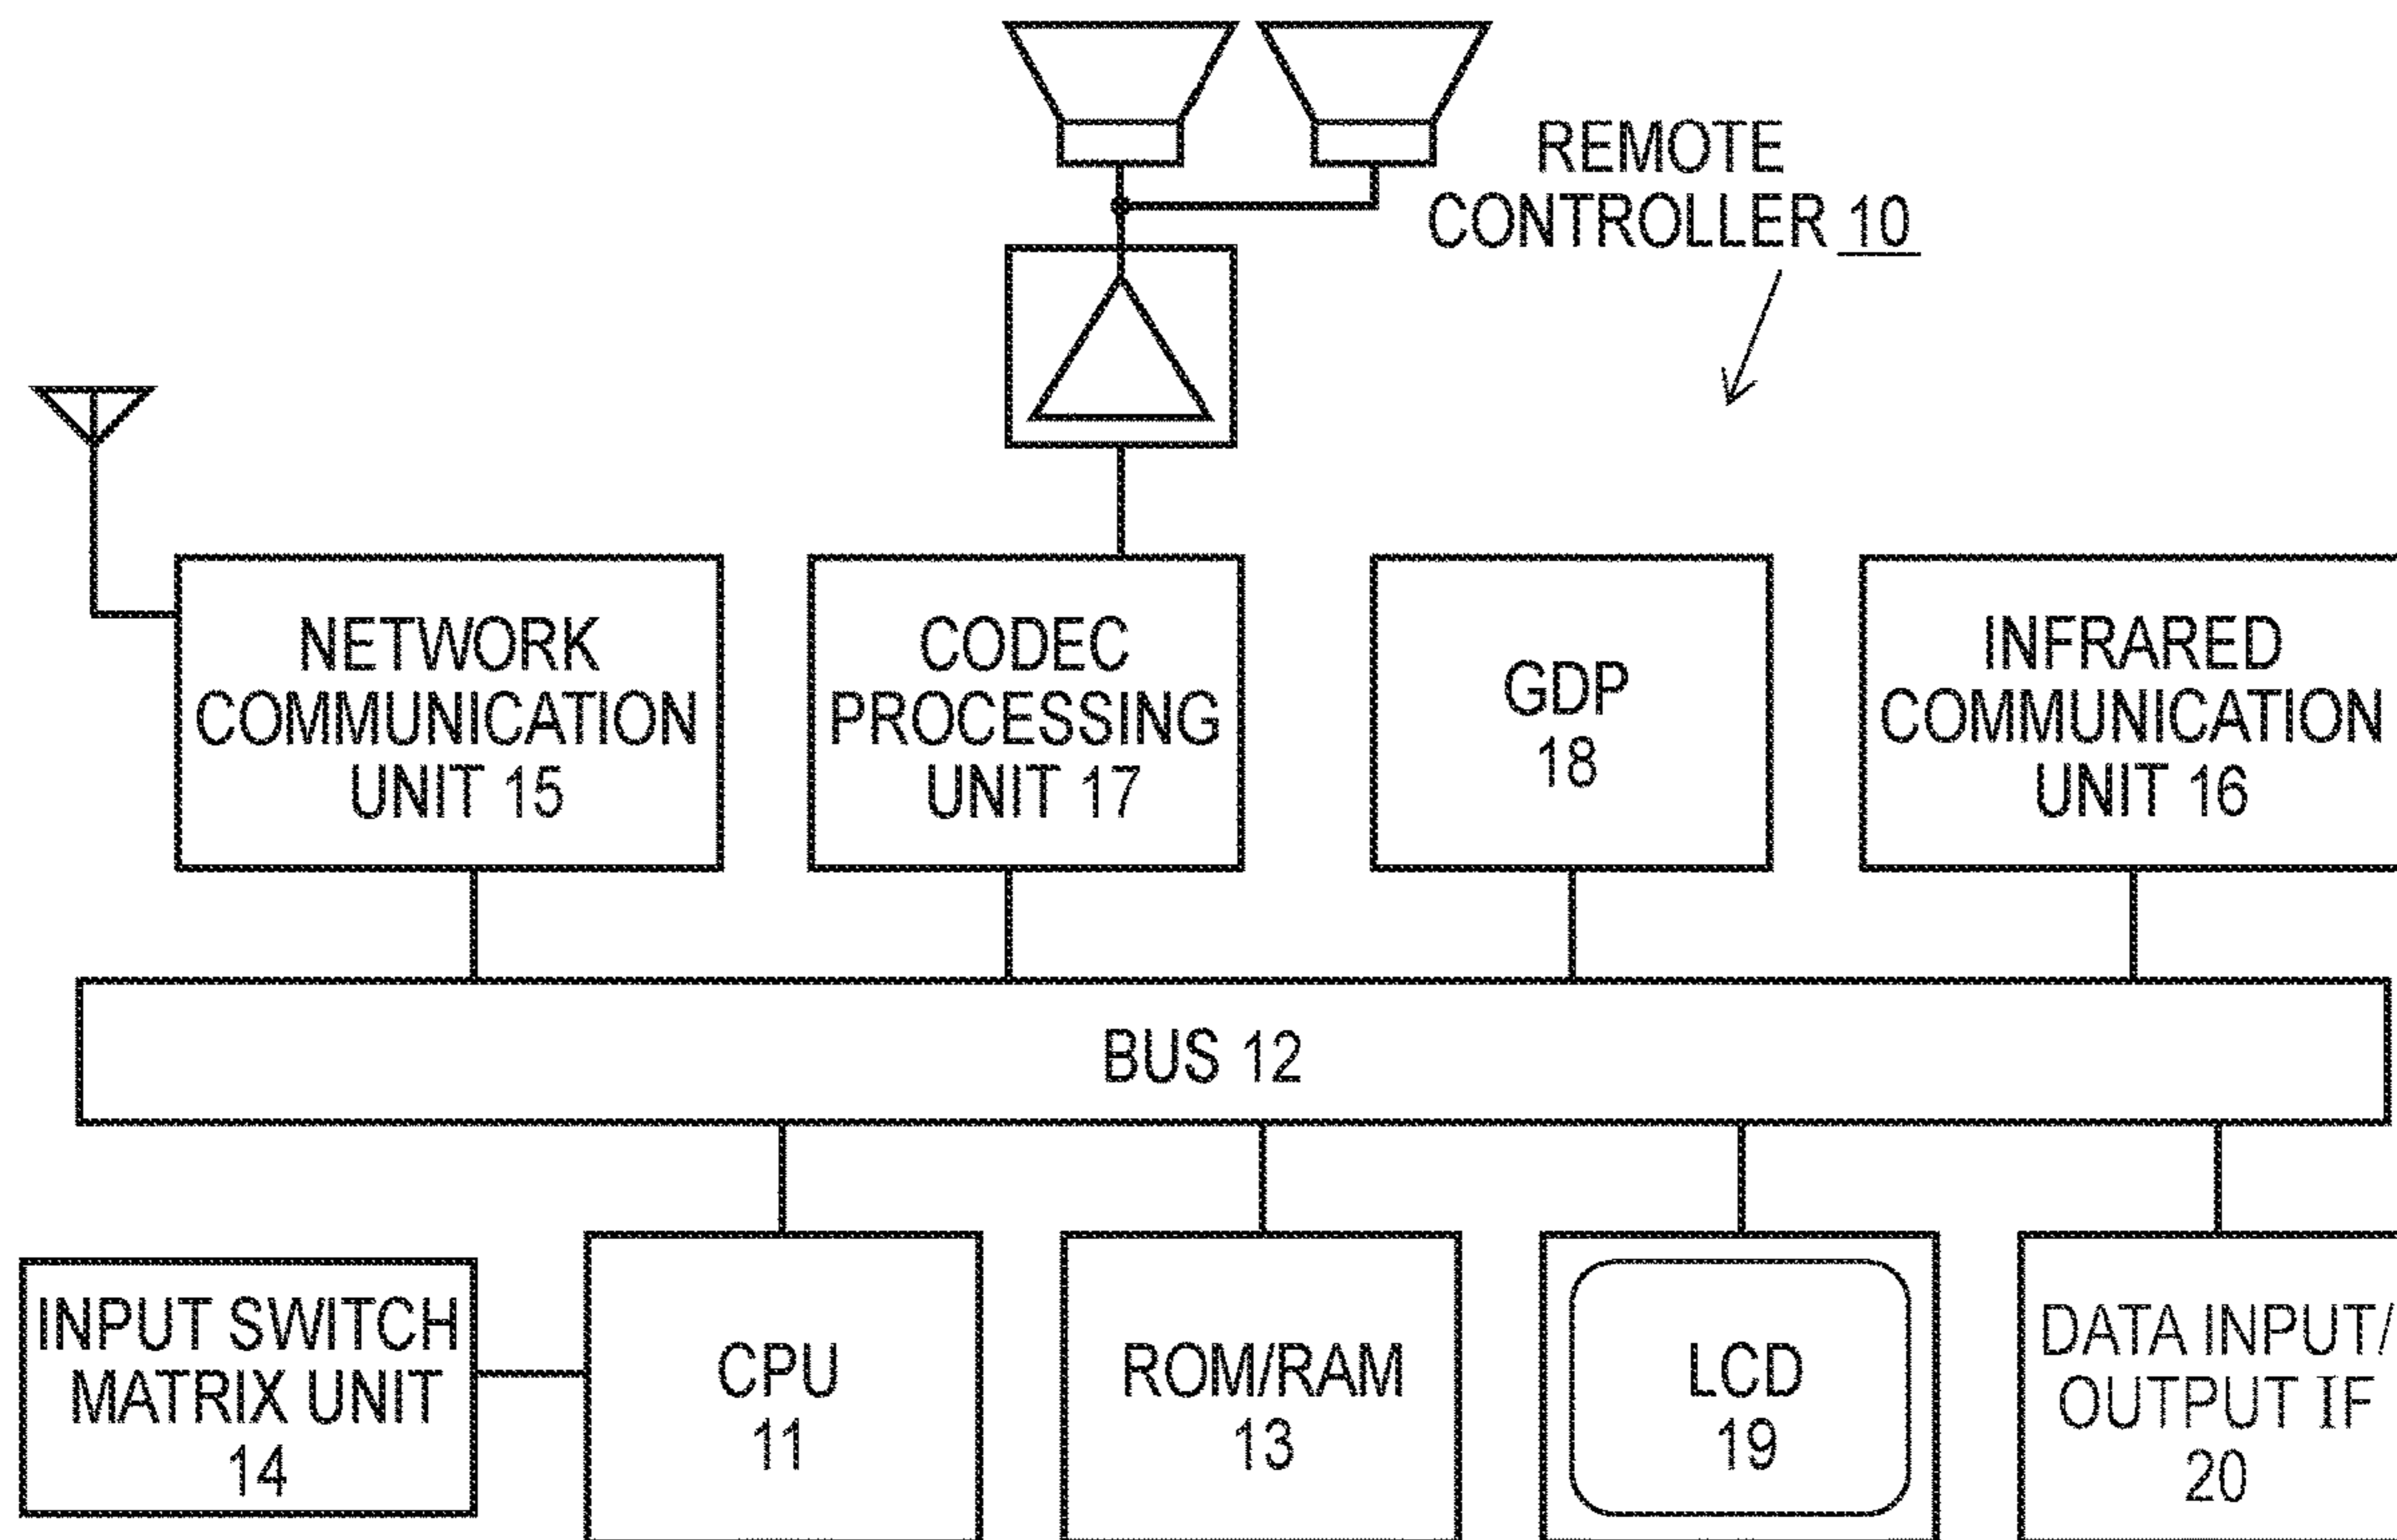 REMOTE
CONTROLLER 10
NETWORK
COMMUNICATION
UNIT 15
CODEC
PROCESSING
UNIT 17
GDP
18
INFRARED
COMMUNICATION
UNIT 16
BUS 12
INPUT SWITCH
MATRIX UNIT
14
CPU
11
ROM/RAM
13
LCD
19
DATA INPUT/
OUTPUT IF
20